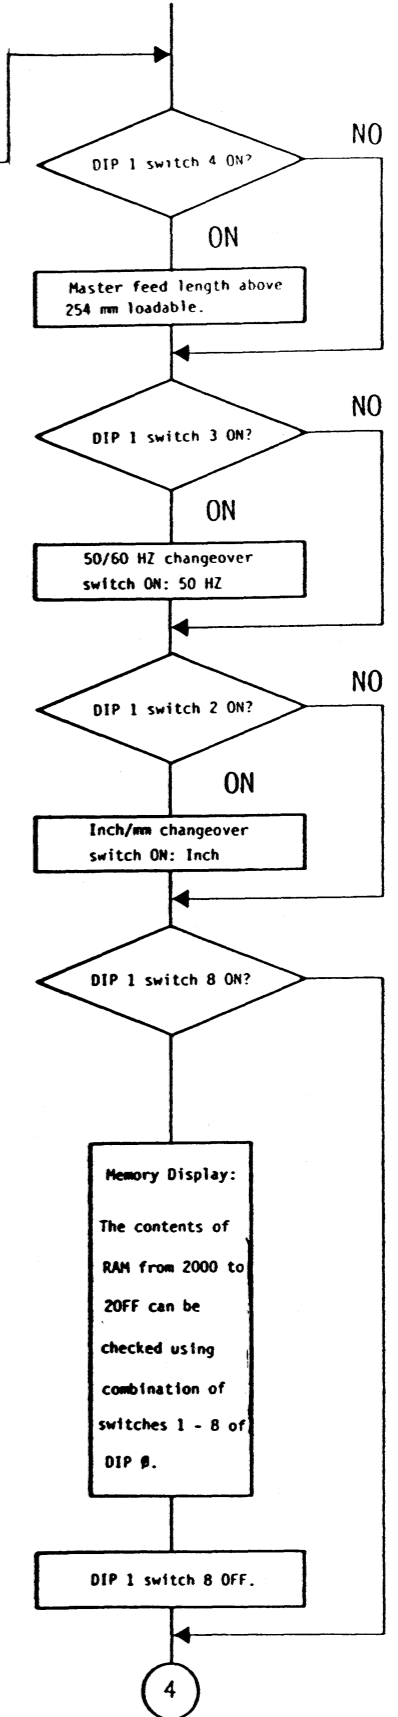 DIP 1 switch 4 ON?
NO
ON
Master feed length above
254 mm loadable.
DIP 1 switch 3 ON?
NO
ON
50/60 HZ changeover
switch ON: 50 HZ
DIP 1 switch 2 ON?
NO
ON
Inch/mm changeover
switch ON: Inch
DIP 1 switch 8 ON?
Memory Display:
The contents of
RAM from 2000 to
20FF can be
checked using
combination of
switches 1 - 8 of
DIP 0.
DIP 1 switch 8 OFF.
4